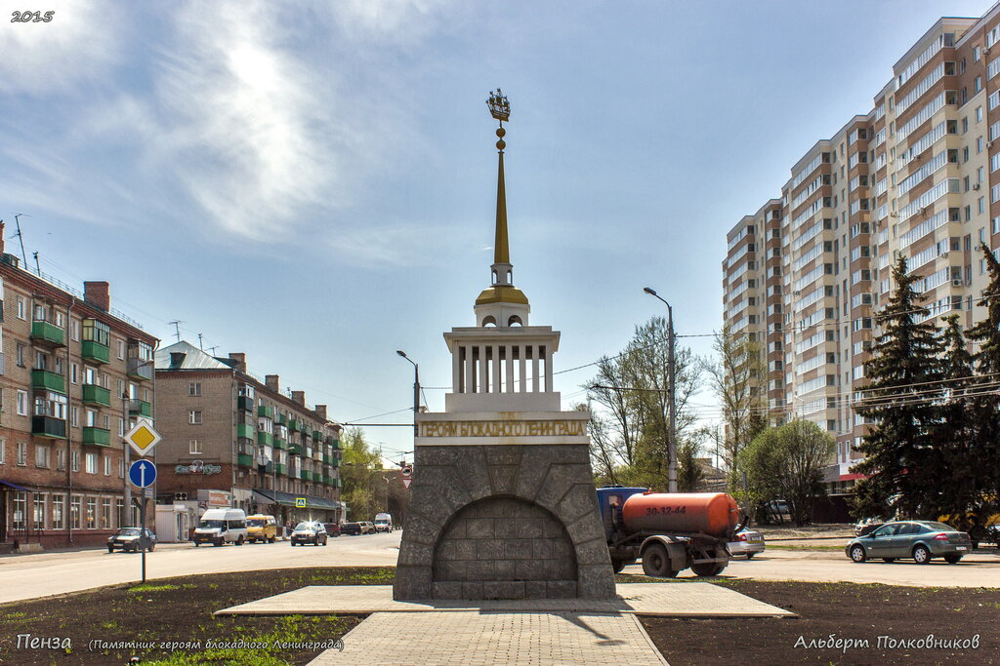 2015
ГЕРОЯМ БЛОКАДНОГО ЛЕНИНГРАДА
30-32-44
Пенза (Памятник героям блокадного Ленинграда)
Альберт Полковников